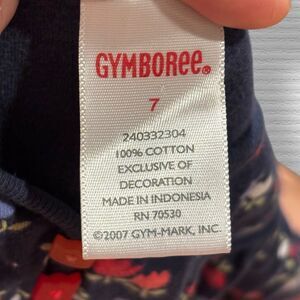 GYMBOREE®
7
240332304
100% COTTON
EXCLUSIVE OF
DECORATION
MADE IN INDONESIA
RN 70530
©2007 GYM-MARK, INC.